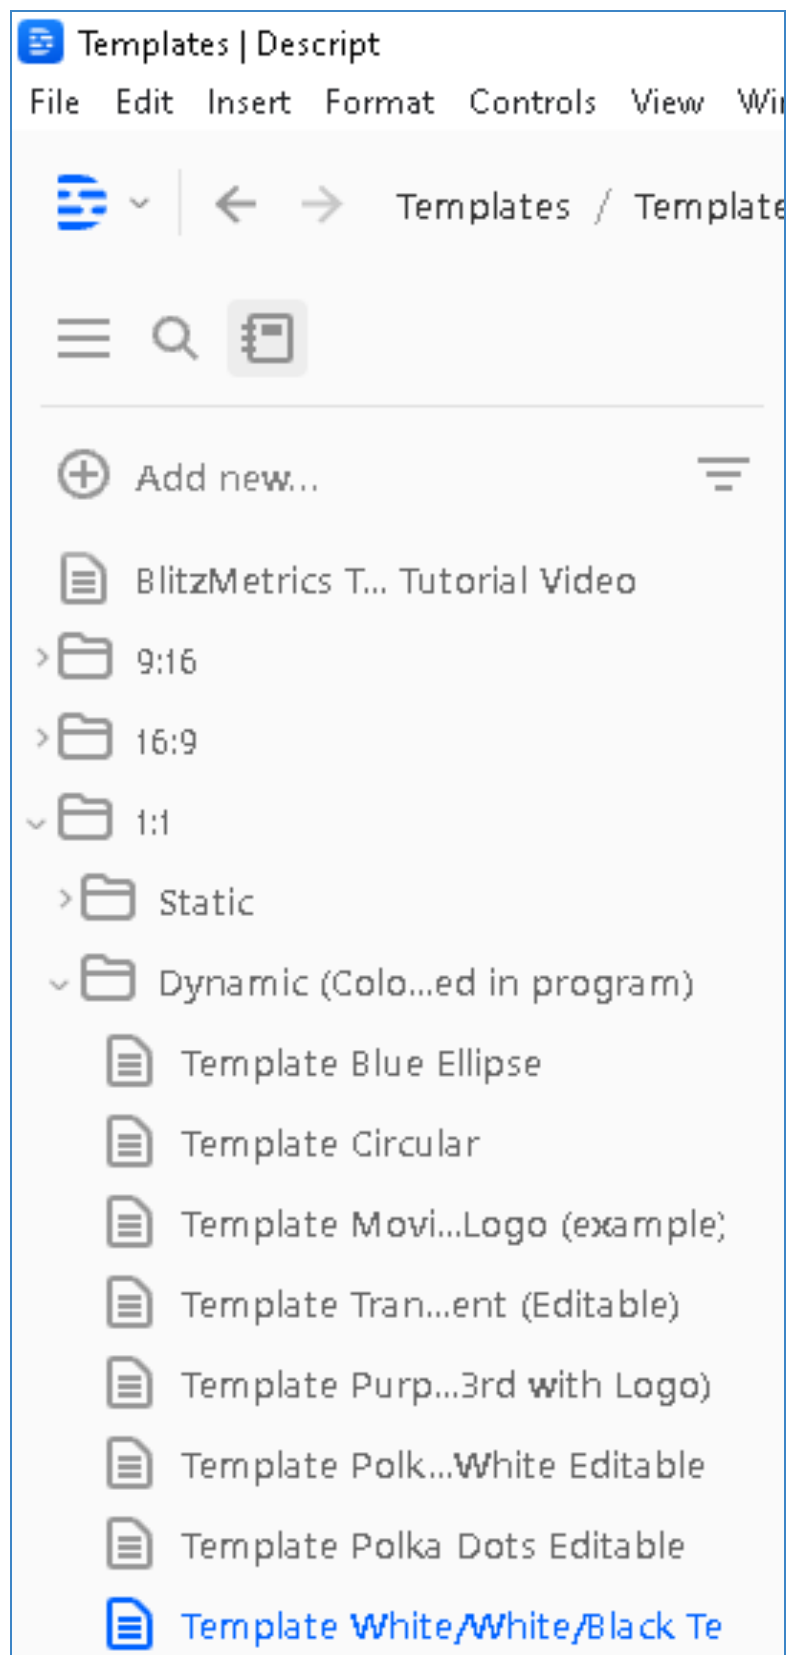 Templates | Descript
File Edit Insert Format Controls View
Templates / Template
Add new...
BlitzMetrics T... Tutorial Video
9:16
16:9
1:1
Static
Dynamic (Colo...ed in program)
Template Blue Ellipse
Template Circular
Template Movi...Logo (example)
Template Tran...ent (Editable)
Template Purp...3rd with Logo)
Template Polk...White Editable
Template Polka Dots Editable
Template White/White/Black Te